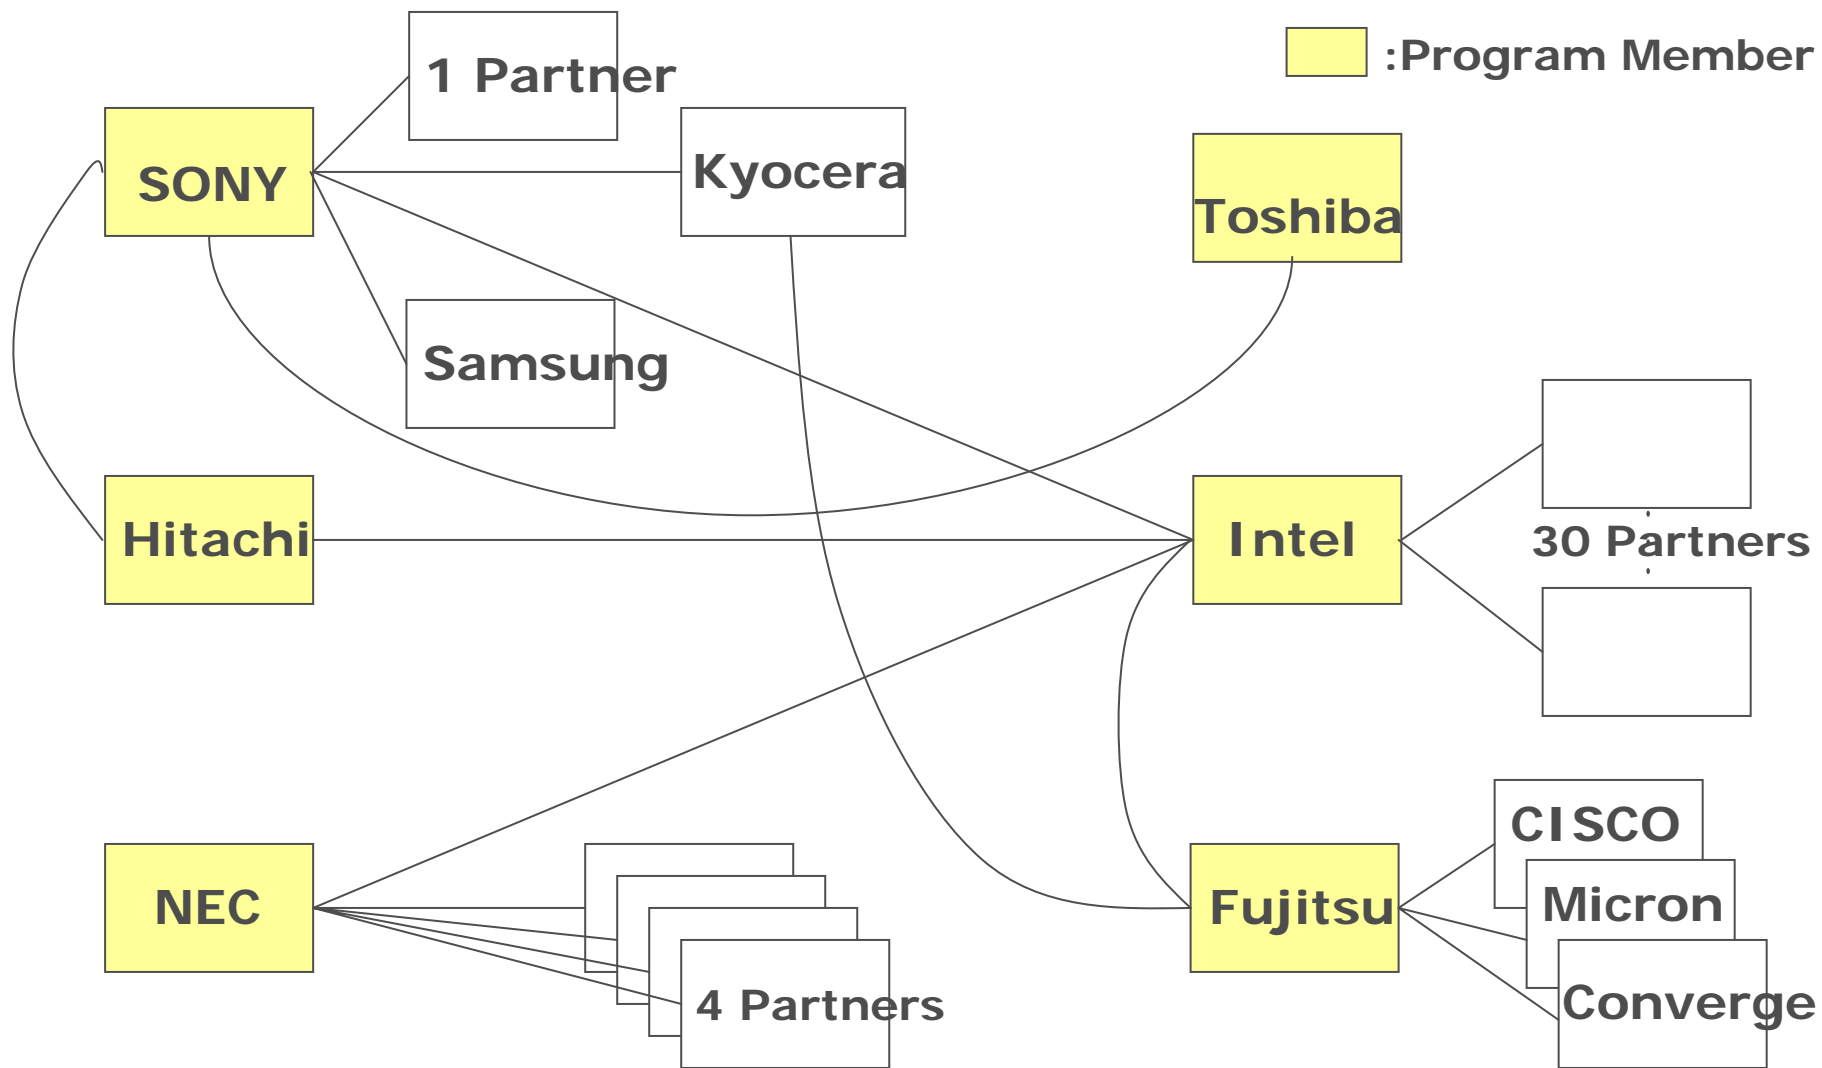 1 Partner
:Program Member
SONY
Kyocera
Toshiba
Samsung
Hitachi
Intel
30 Partners
NEC
4 Partners
Fujitsu
CISCO
Micron
Converge